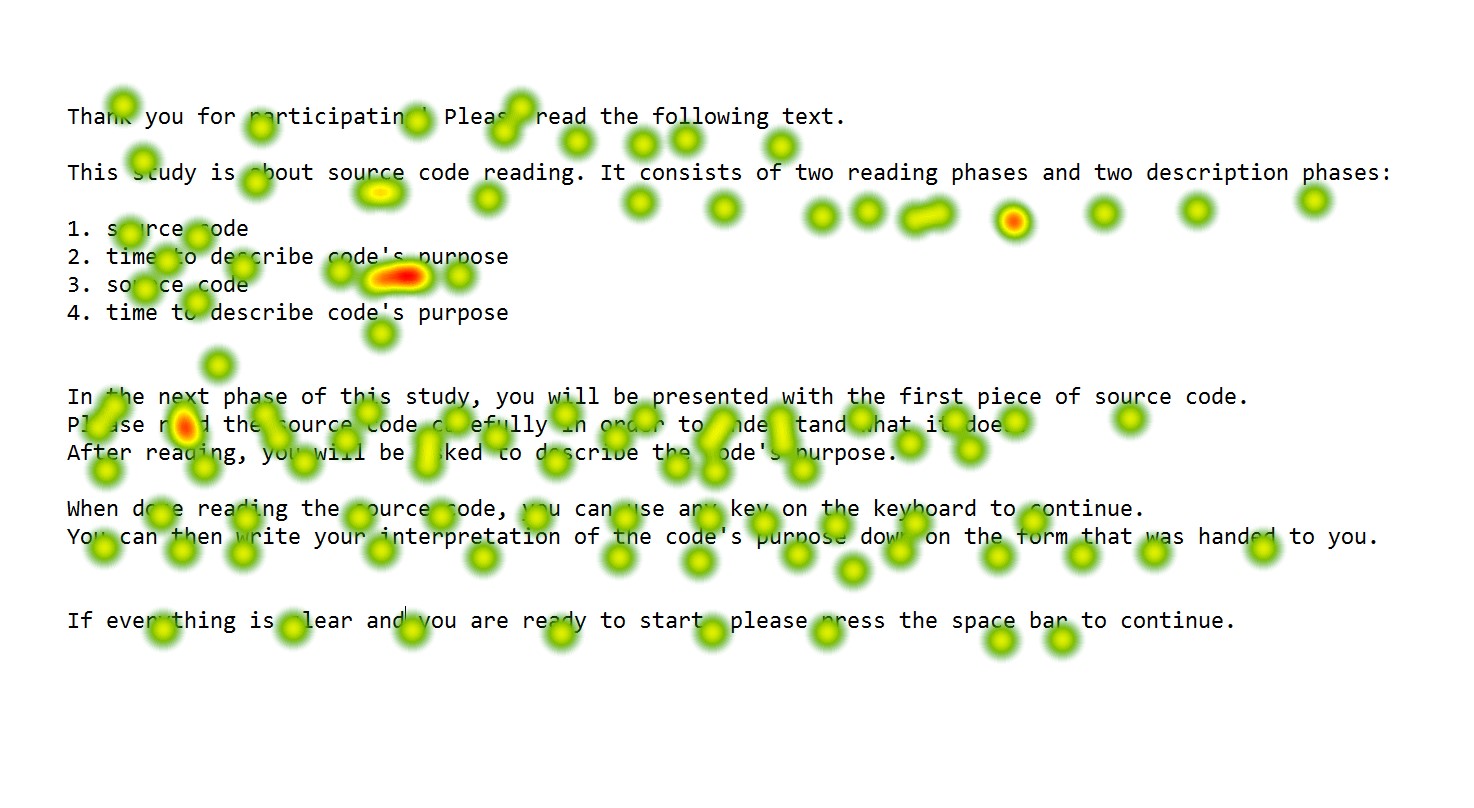 Thank you for participating! Please read the following text.
This study is about source code reading. It consists of two reading phases and two description phases:
1. source code
2. time to describe code's purpose
3. source code
4. time to describe code's purpose
In the next phase of this study, you will be presented with the first piece of source code.
Please read the source code carefully in order to understand what it does.
After reading, you will be asked to describe the code's purpose.
When done reading the source code, you can use any key on the keyboard to continue.
You can then write your interpretation of the code's purpose down on the form that was handed to you.
If everything is clear and you are ready to start, please press the space bar to continue.